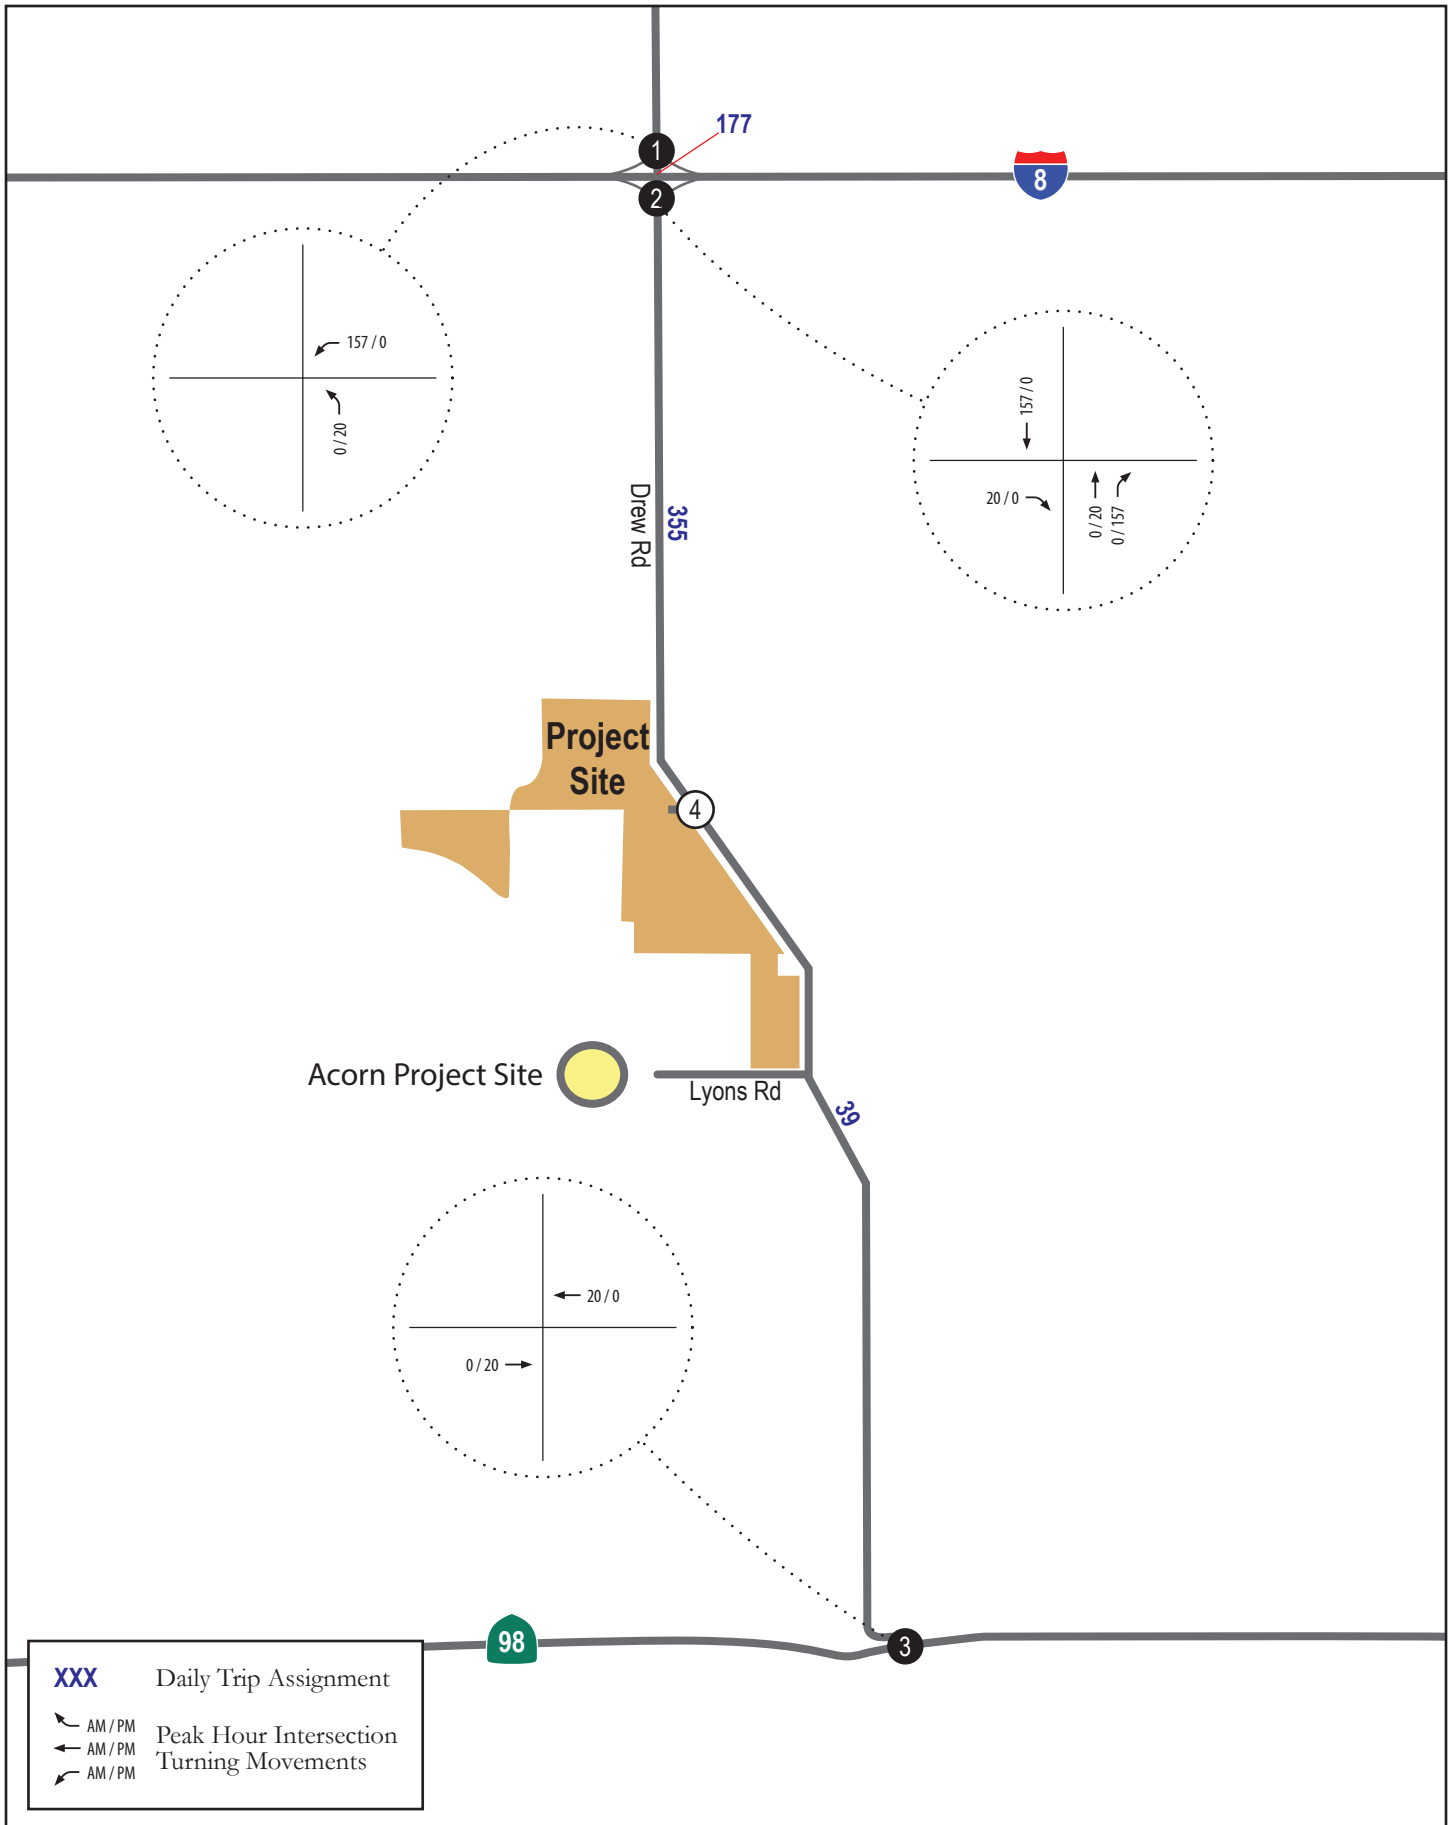 177
1
8
2
157 / 0
0 / 20
157 / 0
20 / 0
0 / 20
0 / 157
Drew Rd
355
Project
Site
4
Acorn Project Site
Lyons Rd
39
20 / 0
0 / 20
98
3
XXX Daily Trip Assignment
AM / PM
AM / PM
AM / PM
Peak Hour Intersection
Turning Movements